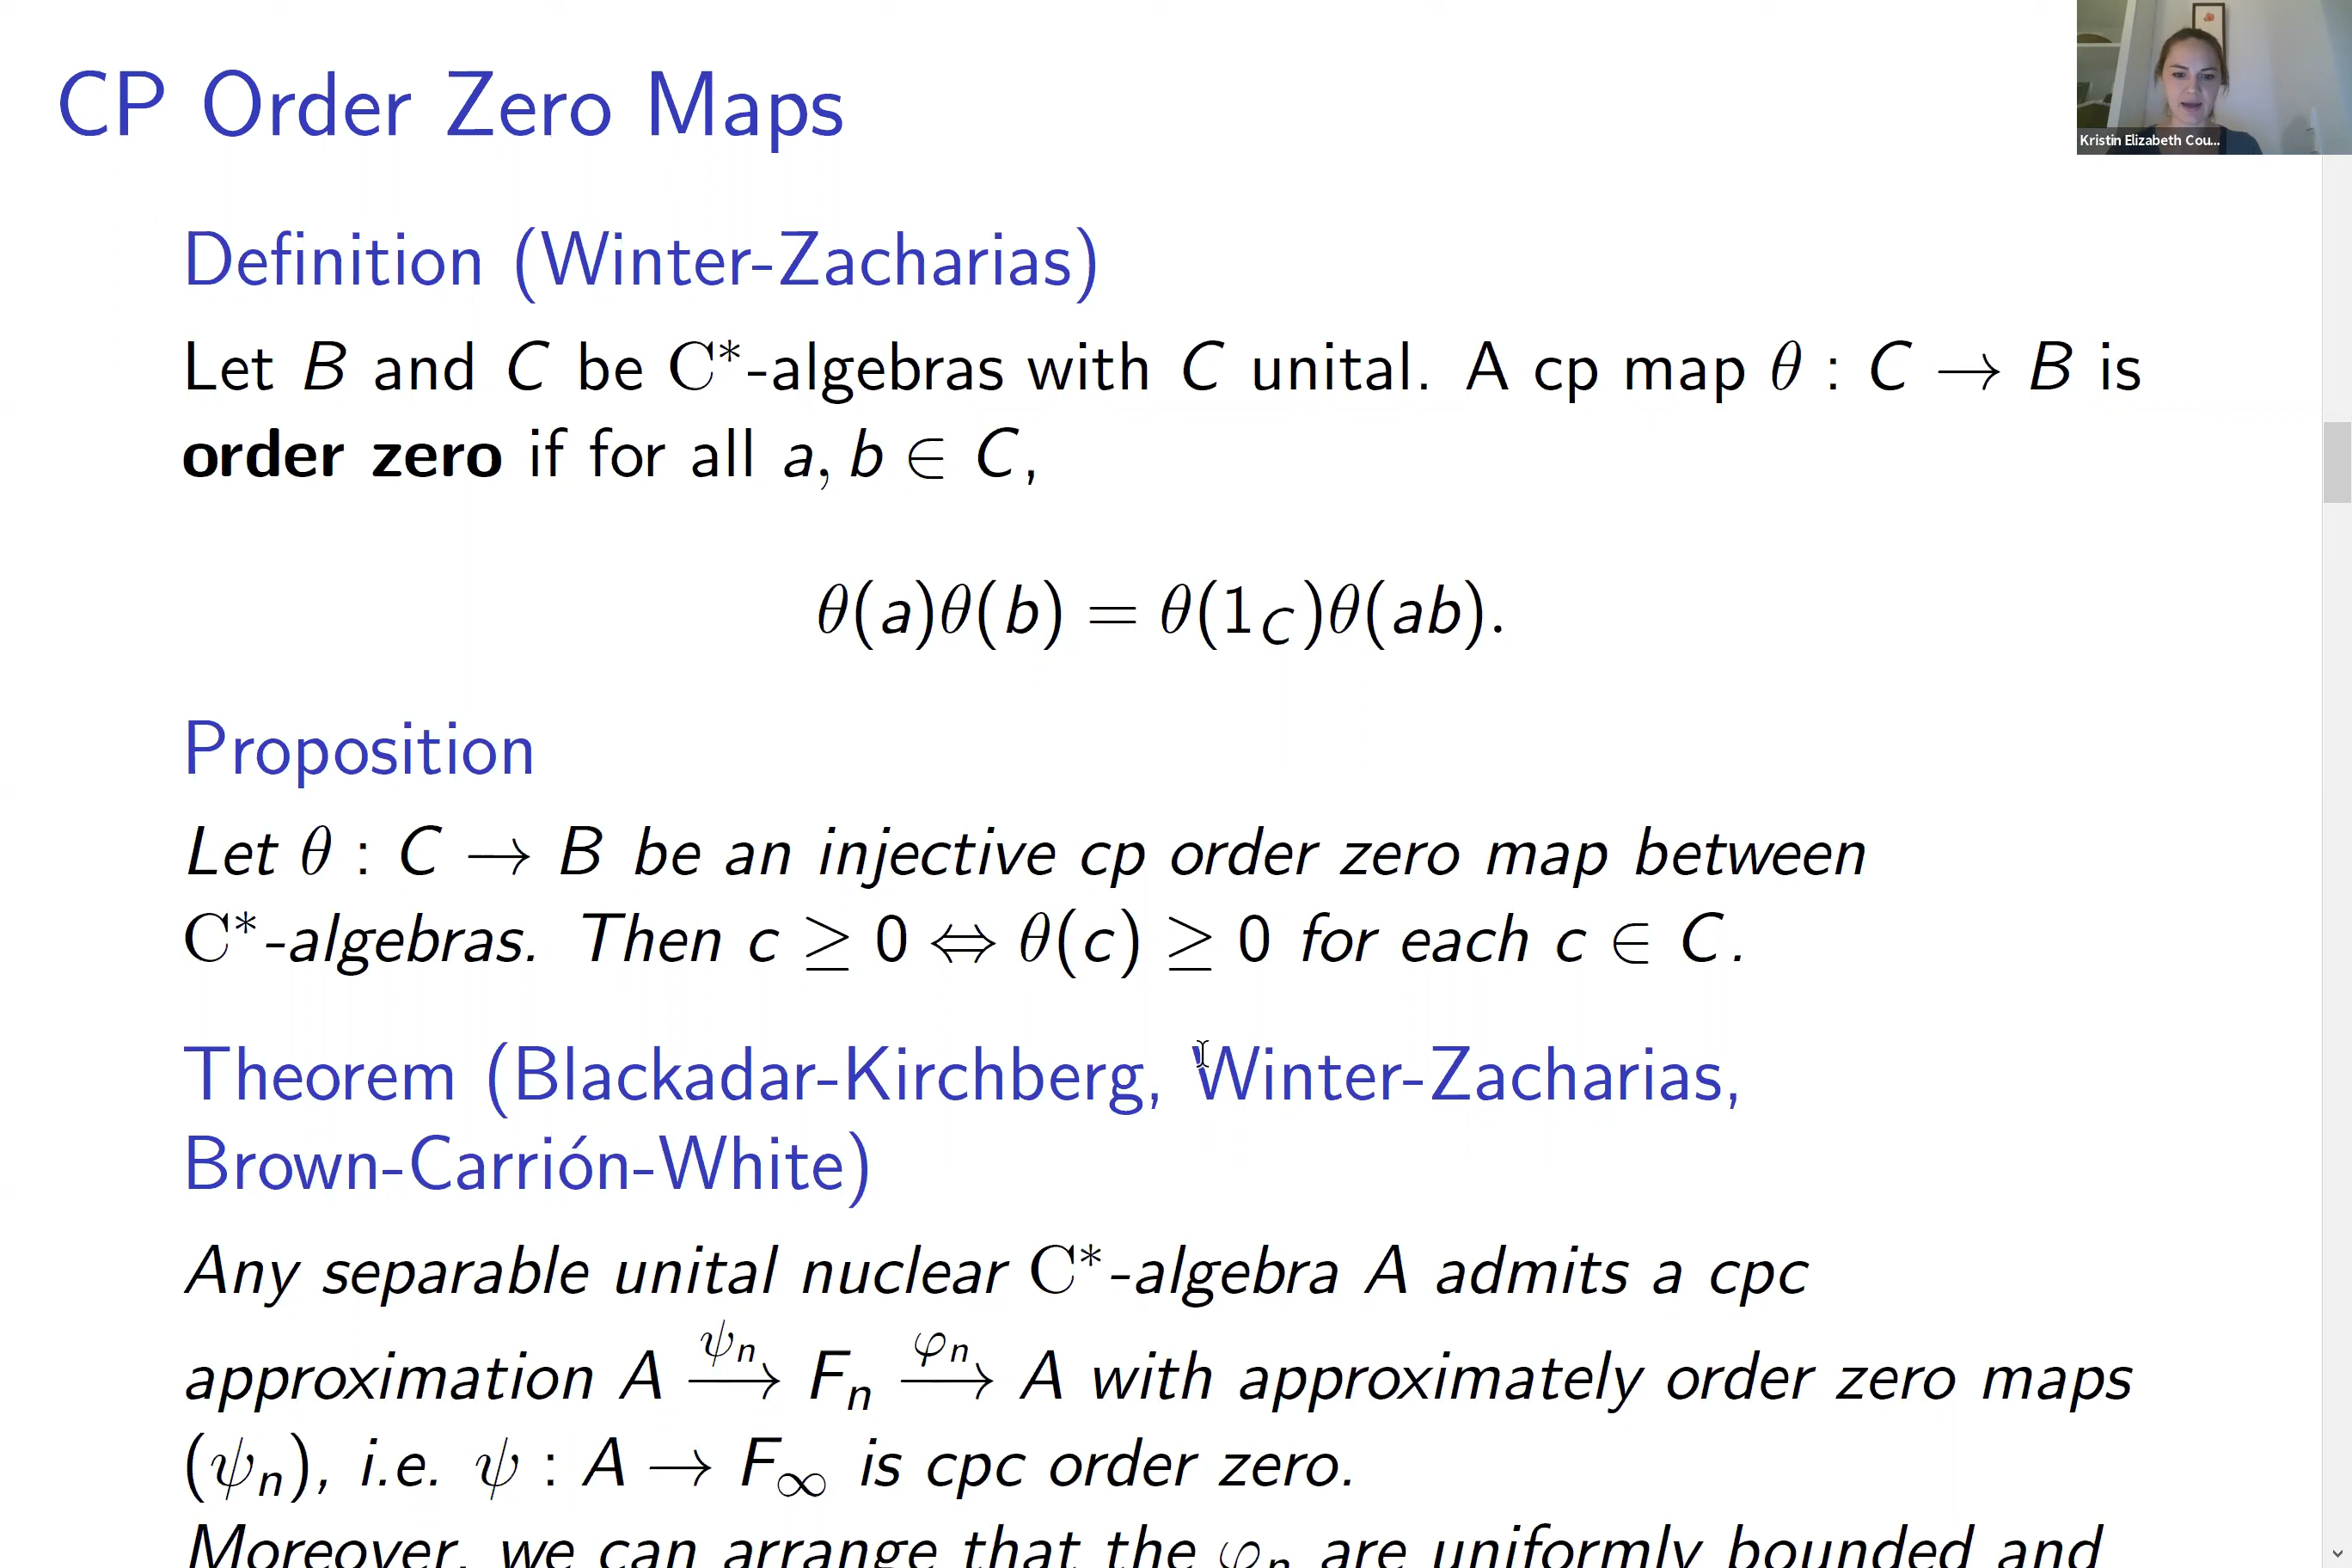 CP Order Zero Maps
Kristin Elizabeth Cou...
Definition (Winter-Zacharias)
Let B and C be C*-algebras with C unital. A cp map θ : C → B is
order zero if for all a, b ∈ C,
θ(a)θ(b) = θ(1_C)θ(ab).
Proposition
Let θ : C → B be an injective cp order zero map between
C*-algebras. Then c ≥ 0 ⇔ θ(c) ≥ 0 for each c ∈ C.
Theorem (Blackadar-Kirchberg, Winter-Zacharias,
Brown-Carrión-White)
Any separable unital nuclear C*-algebra A admits a cpc
approximation A —ψ_n→ F_n —φ_n→ A with approximately order zero maps
(ψ_n), i.e. ψ : A → F_∞ is cpc order zero.
Moreover, we can arrange that the φ_n are uniformly bounded and